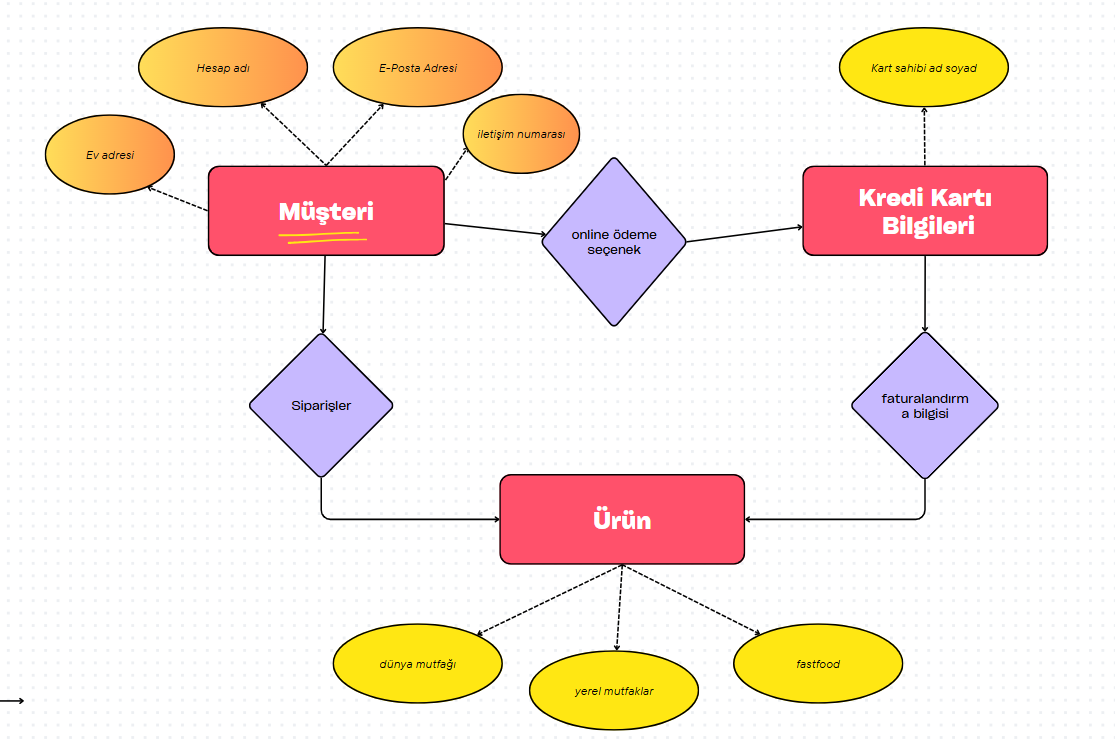 Hesap adı
E-Posta Adresi
Kart sahibi ad soyad
iletişim numarası
Ev adresi
Müşteri
Kredi Kartı
Bilgileri
online ödeme
seçenek
Siparişler
faturalandırm
a bilgisi
Ürün
dünya mutfağı
yerel mutfaklar
fastfood